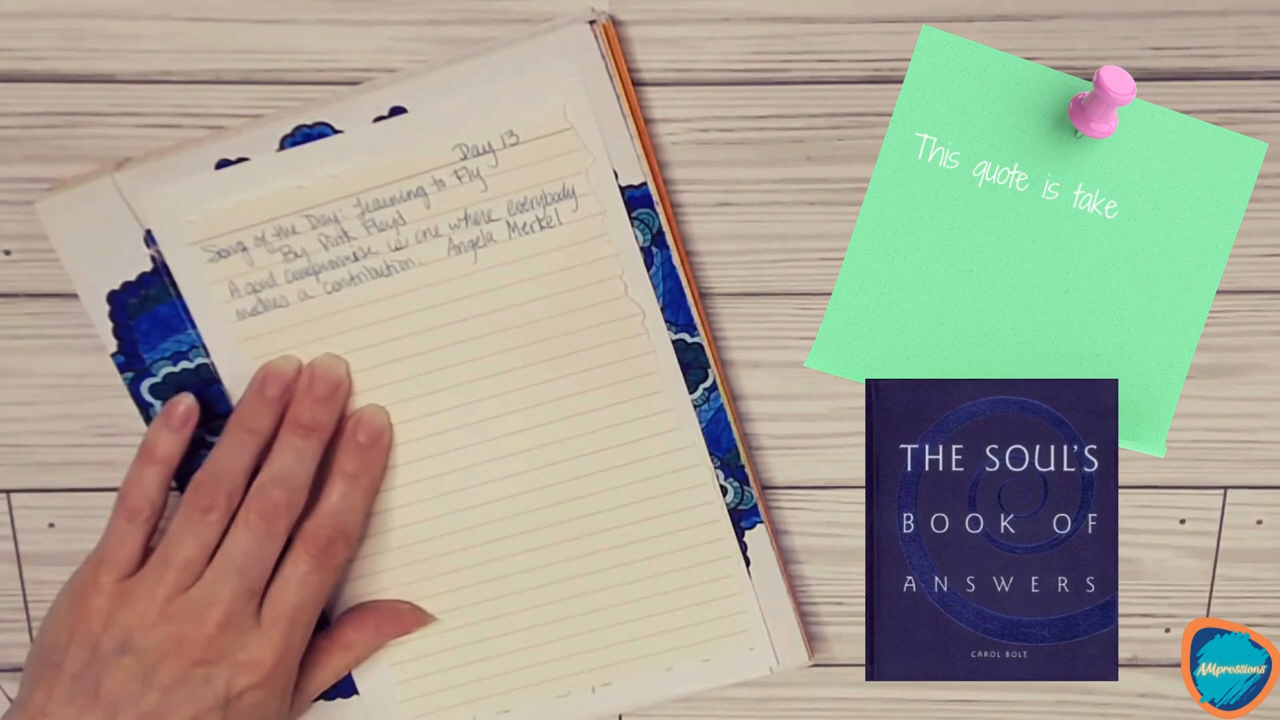 Day 13
Song of the Day: Learning to Fly
By Pink Floyd
A good compromise is one where everybody
makes a contribution. Angela Merkel
This quote is take
THE SOUL'S
BOOK OF
ANSWERS
CAROL BOLT
AMpressions